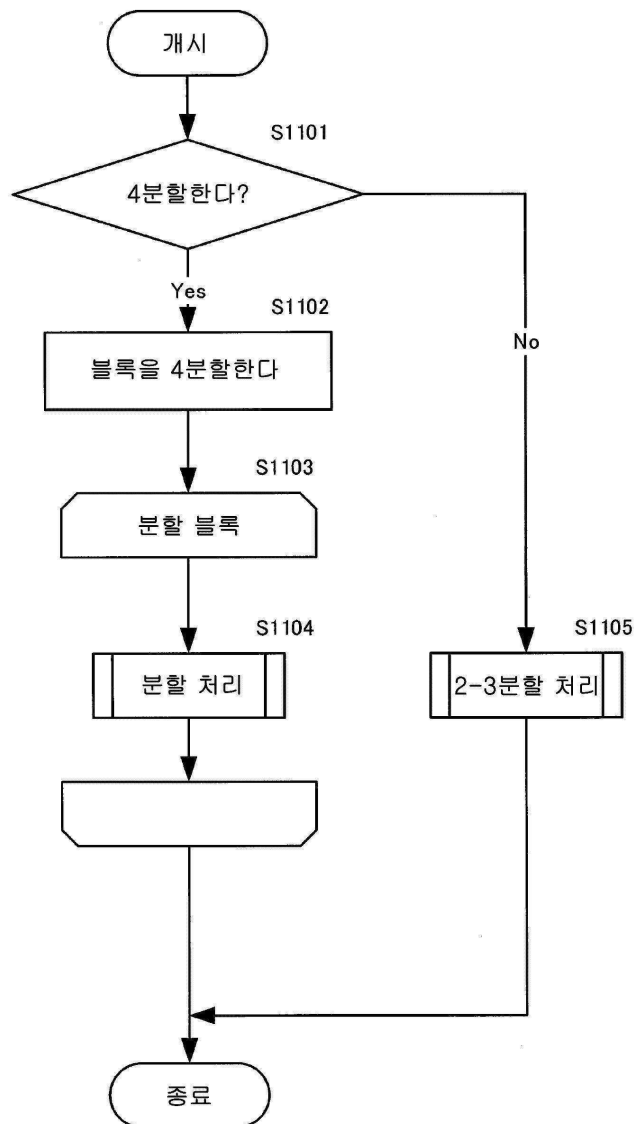 개시
S1101
4분할한다?
Yes
S1102
No
블록을 4분할한다
S1103
분할 블록
S1104
S1105
분할 처리
2-3분할 처리
종료